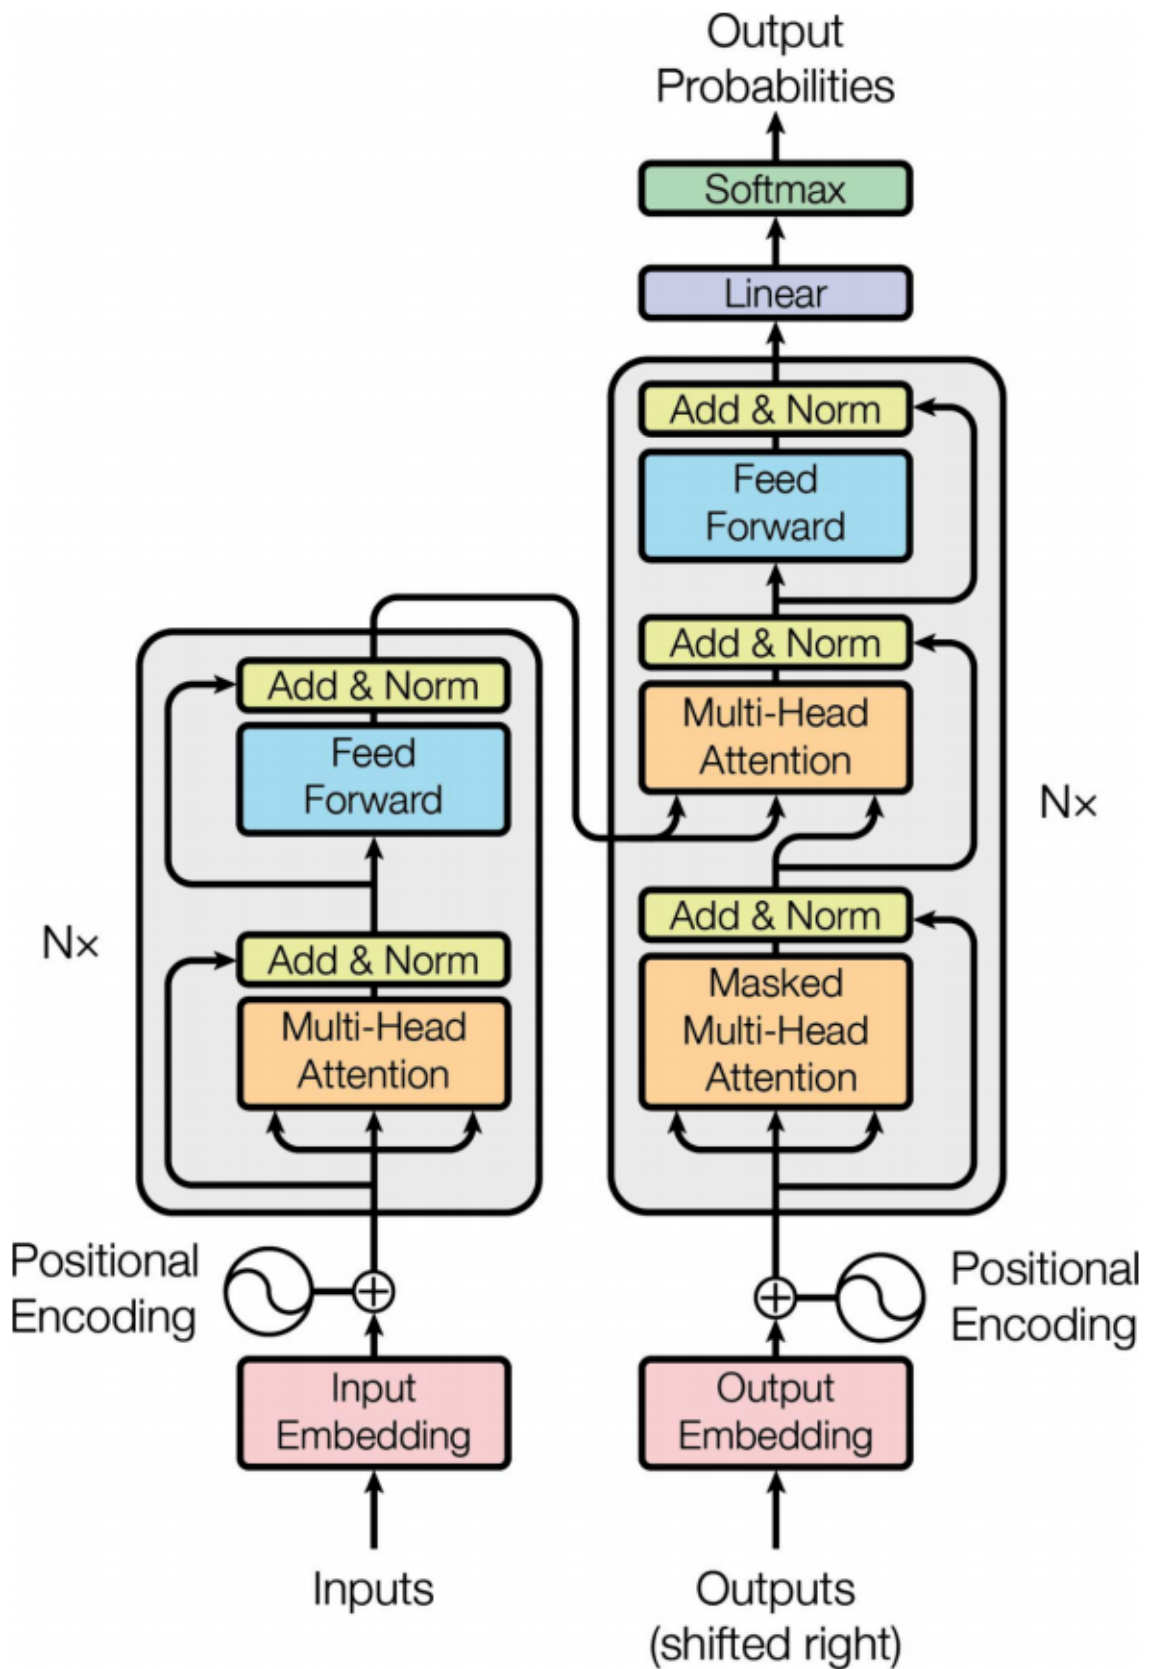 Output
Probabilities
Softmax
Linear
Add & Norm
Feed
Forward
Add & Norm
Multi-Head
Attention
Nx
Add & Norm
Masked
Multi-Head
Attention
Add & Norm
Feed
Forward
Nx
Add & Norm
Multi-Head
Attention
Positional
Encoding
Positional
Encoding
Input
Embedding
Output
Embedding
Inputs
Outputs
(shifted right)